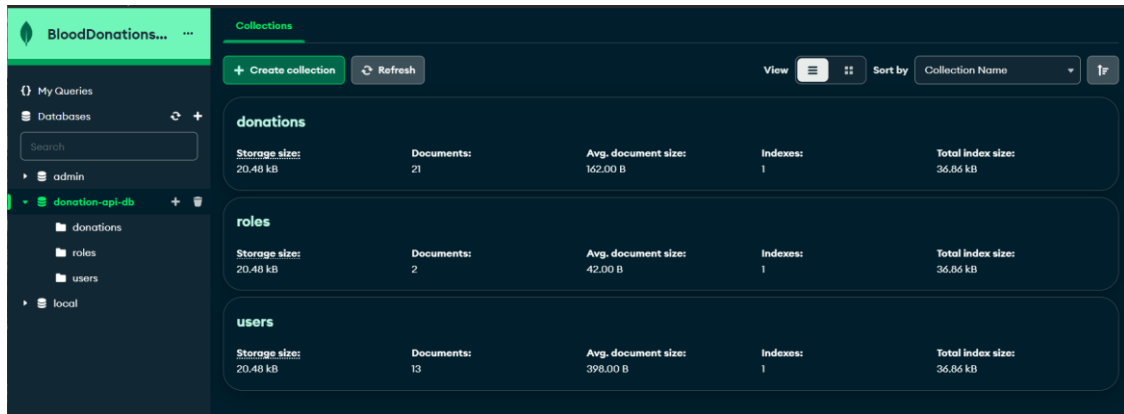 BloodDonations... ...
Collections
+ Create collection Refresh View Sort by Collection Name
{} My Queries
Databases
Search
admin
donation-api-db
donations
roles
users
local
donations
Storage size: Documents: Avg. document size: Indexes: Total index size:
20.48 kB 21 162.00 B 1 36.86 kB
roles
Storage size: Documents: Avg. document size: Indexes: Total index size:
20.48 kB 2 42.00 B 1 36.86 kB
users
Storage size: Documents: Avg. document size: Indexes: Total index size:
20.48 kB 13 398.00 B 1 36.86 kB